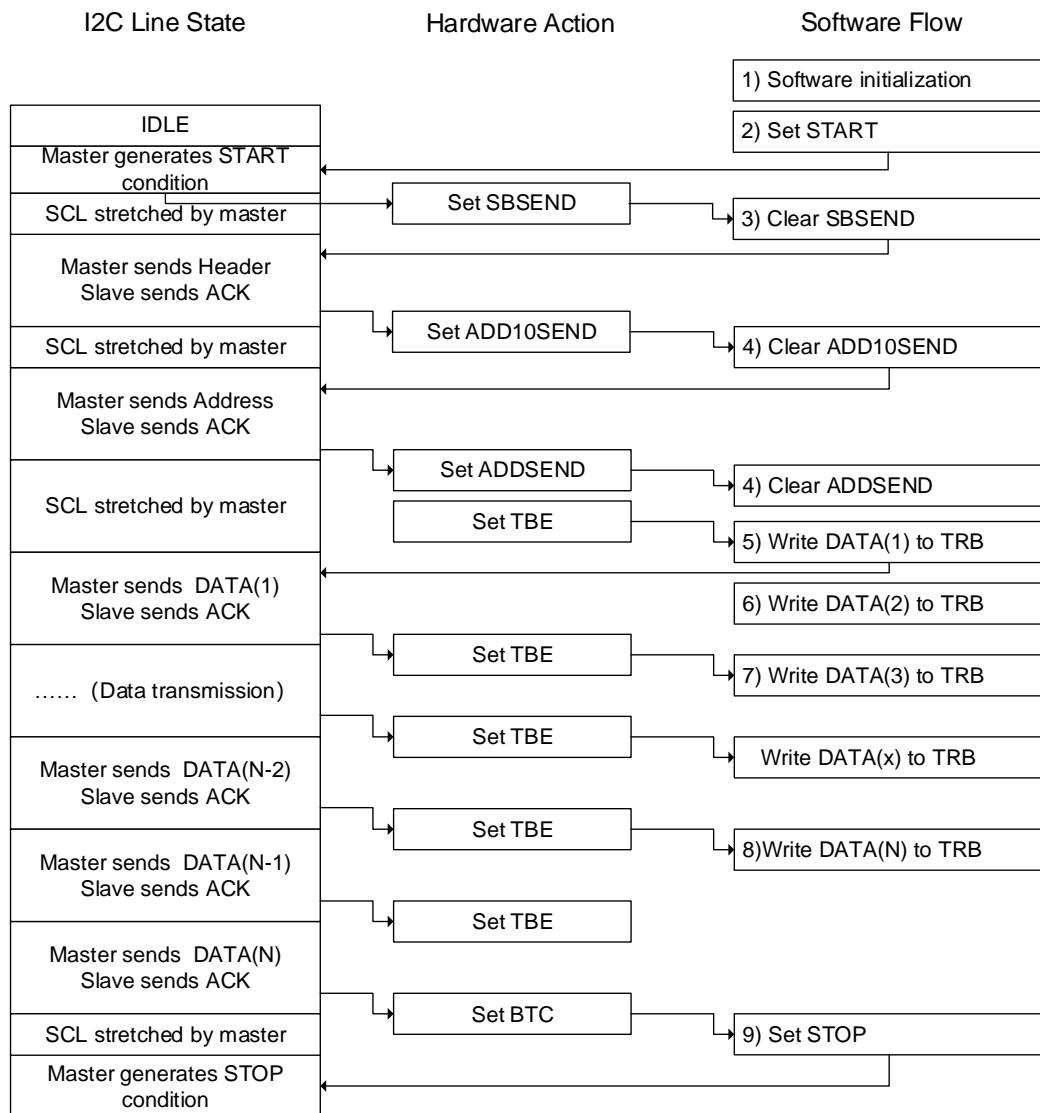 I2C Line State
Hardware Action
Software Flow
1) Software initialization
IDLE
2) Set START
Master generates START
condition
SCL stretched by master
Set SBSEND
3) Clear SBSEND
Master sends Header
Slave sends ACK
Set ADD10SEND
4) Clear ADD10SEND
SCL stretched by master
Master sends Address
Slave sends ACK
Set ADDSEND
4) Clear ADDSEND
SCL stretched by master
Set TBE
5) Write DATA(1) to TRB
Master sends DATA(1)
Slave sends ACK
6) Write DATA(2) to TRB
Set TBE
7) Write DATA(3) to TRB
…… (Data transmission)
Set TBE
Write DATA(x) to TRB
Master sends DATA(N-2)
Slave sends ACK
Set TBE
8)Write DATA(N) to TRB
Master sends DATA(N-1)
Slave sends ACK
Set TBE
Master sends DATA(N)
Slave sends ACK
Set BTC
9) Set STOP
SCL stretched by master
Master generates STOP
condition